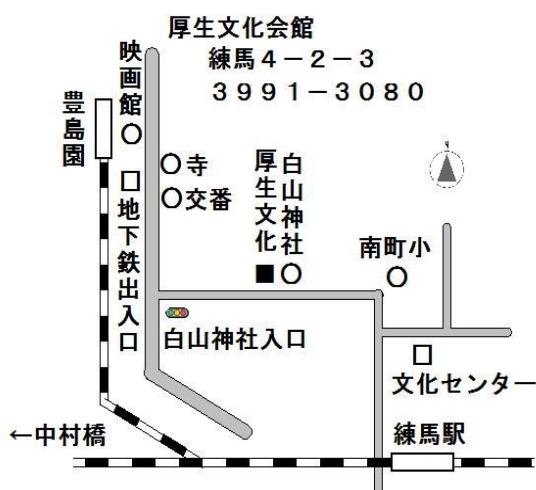 厚生文化会館
練馬４－２－３
３９９１－３０８０
映画館
豊島園
地下鉄出入口
寺
交番
白山神社
厚生文化
南町小
白山神社入口
文化センター
←中村橋
練馬駅